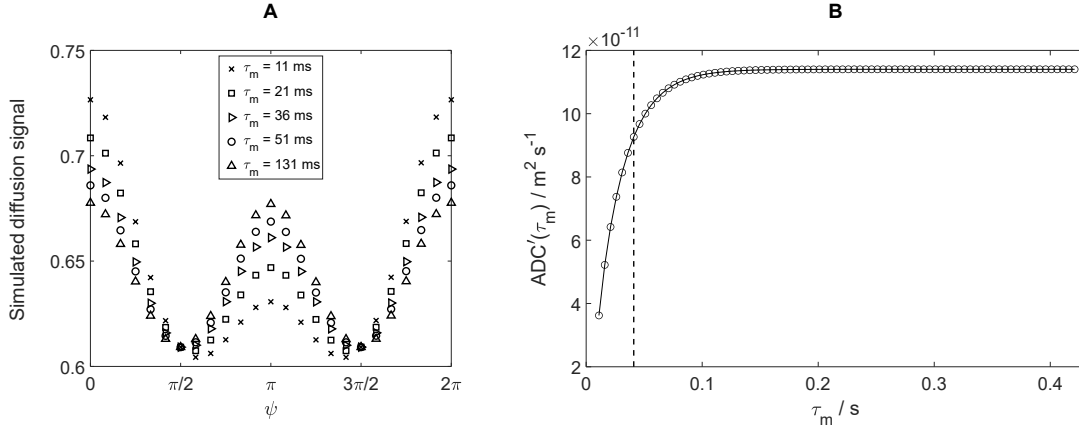 A
Simulated diffusion signal
0.75
0.7
0.65
0.6
0
π/2
π
3π/2
2π
ψ
τm = 11 ms
τm = 21 ms
τm = 36 ms
τm = 51 ms
τm = 131 ms
B
×10-11
ADC′(τm) / m2 s-1
12
10
8
6
4
2
0
0.1
0.2
0.3
0.4
τm / s